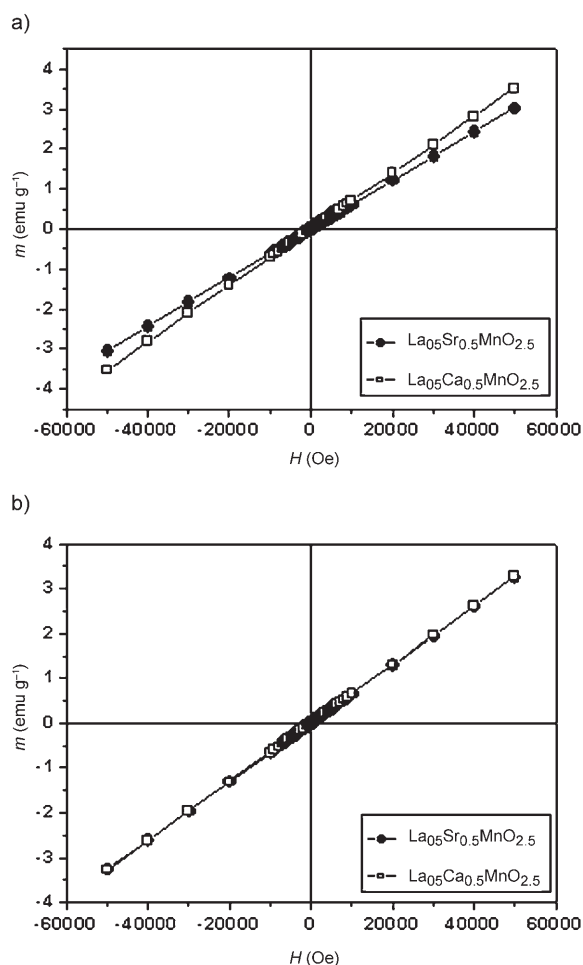 a)
4
3
2
1
0
-1
-2
-3
-4
m (emu g⁻¹)
La₀₅Sr₀.₅MnO₂.₅
La₀₅Ca₀.₅MnO₂.₅
-60000 -40000 -20000 0 20000 40000 60000
H (Oe)
b)
4
3
2
1
0
-1
-2
-3
-4
m (emu g⁻¹)
La₀₅Sr₀.₅MnO₂.₅
La₀₅Ca₀.₅MnO₂.₅
-60000 -40000 -20000 0 20000 40000 60000
H (Oe)